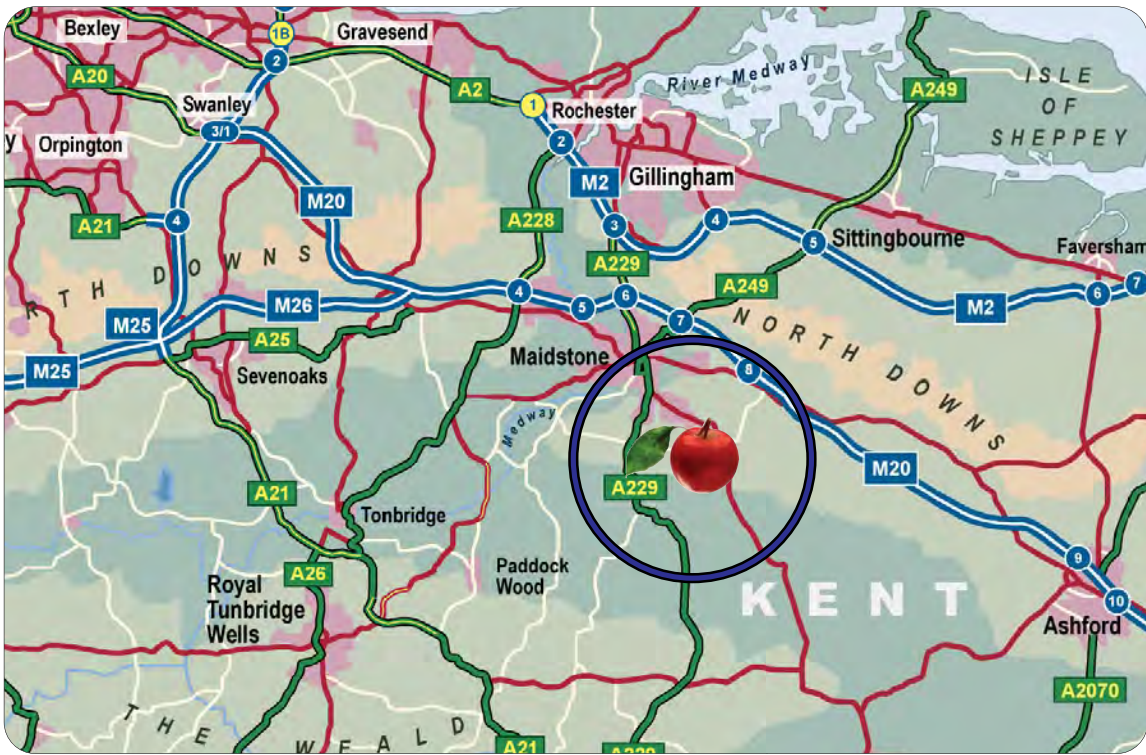 Bexley
1B
Gravesend
2
A20
A2
River Medway
A249
ISLE
OF
SHEPPEY
Swanley
1
Rochester
3/1
2
y
Orpington
M20
M2
Gillingham
A21
4
A228
3
4
5
Sittingbourne
Faversham
RTH DOWNS
A229
A249
M25
M26
4
5
6
7
M2
6
7
M25
A25
Sevenoaks
Maidstone
8
NORTH DOWNS
Medway
M20
A21
A229
Tonbridge
9
A26
Paddock
Wood
KENT
10
Royal
Tunbridge
Wells
Ashford
A2070
THE WEALD
A21
A229